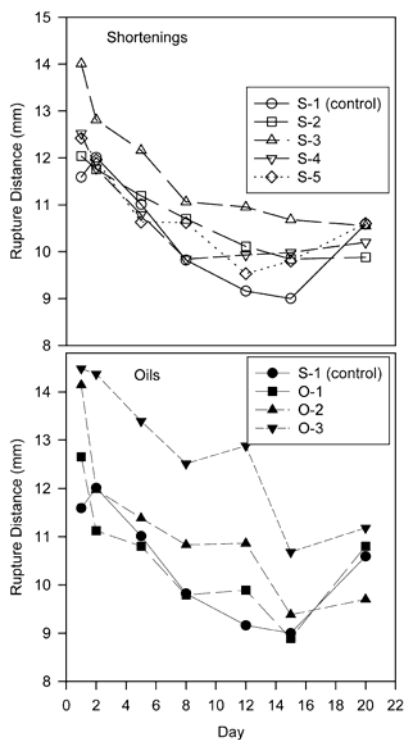 Shortenings
S-1 (control)
S-2
S-3
S-4
S-5
Rupture Distance (mm)
15
14
13
12
11
10
9
8
Oils
S-1 (control)
O-1
O-2
O-3
Rupture Distance (mm)
14
13
12
11
10
9
8
0 2 4 6 8 10 12 14 16 18 20 22
Day